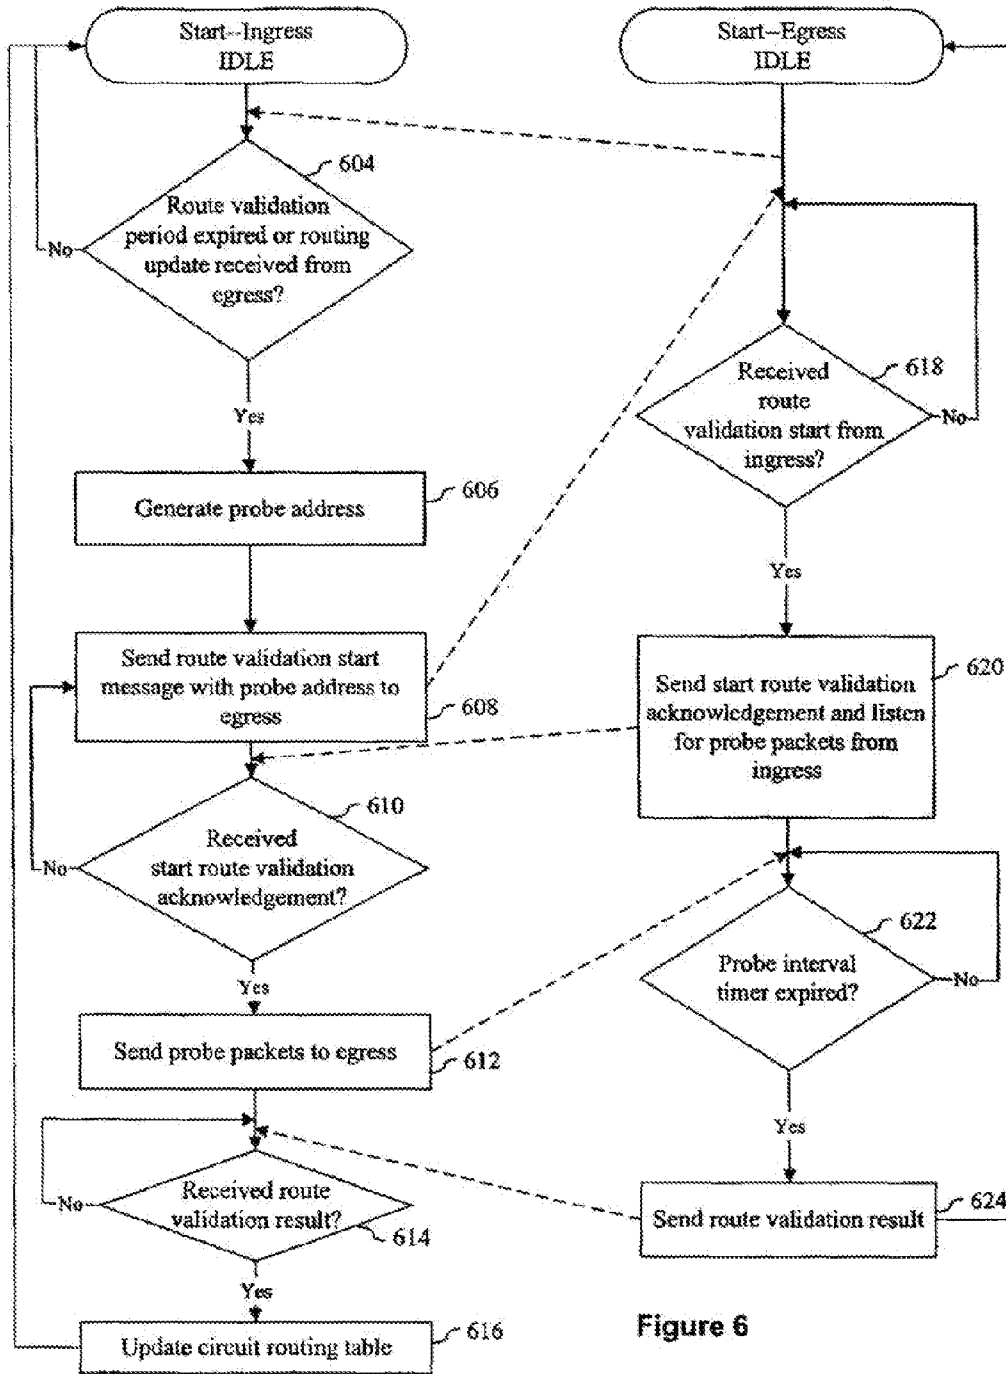 Start--Ingress
IDLE
604
Route validation
period expired or routing
update received from
egress?
No
Yes
Generate probe address
606
Send route validation start
message with probe address to
egress
608
610
Received
start route validation
acknowledgement?
No
Yes
Send probe packets to egress
612
Received route
validation result?
614
No
Yes
Update circuit routing table
616
Start--Egress
IDLE
618
Received
route
validation start from
ingress?
No
Yes
620
Send start route validation
acknowledgement and listen
for probe packets from
ingress
622
Probe interval
timer expired?
No
Yes
Send route validation result
624
Figure 6